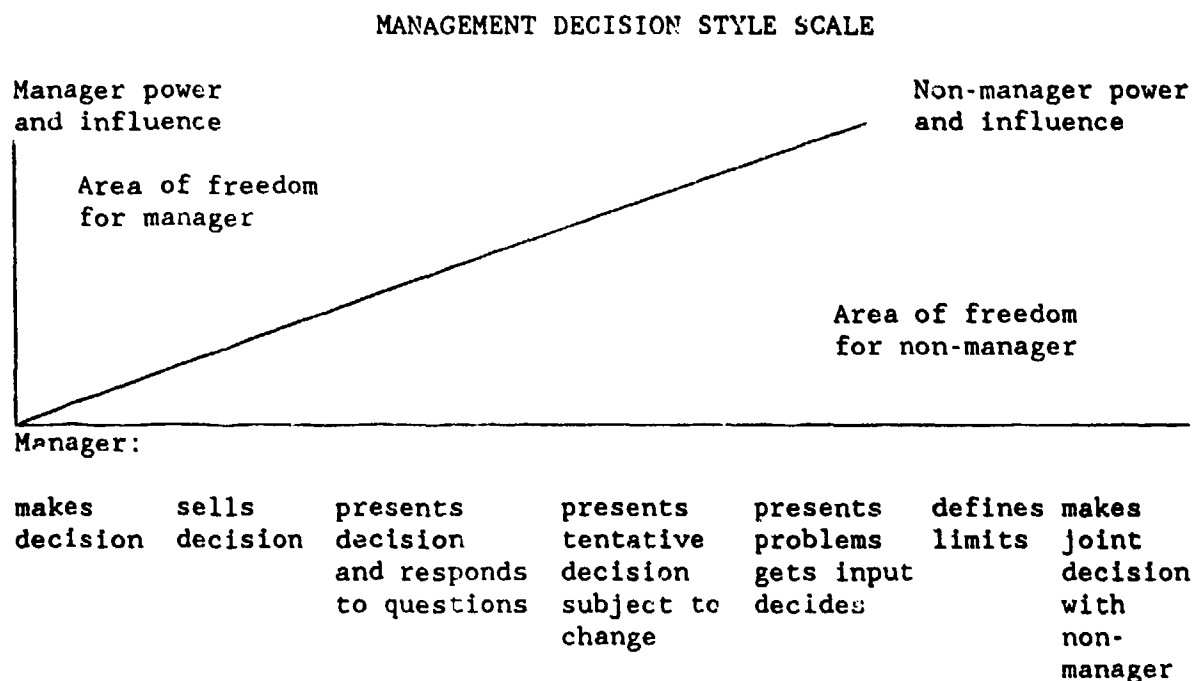 MANAGEMENT DECISION STYLE SCALE
Manager power
and influence
Non-manager power
and influence
Area of freedom
for manager
Area of freedom
for non-manager
Manager:
makes
decision
sells
decision
presents
decision
and responds
to questions
presents
tentative
decision
subject to
change
presents
problems
gets input
decides
defines
limits
makes
joint
decision
with
non-
manager